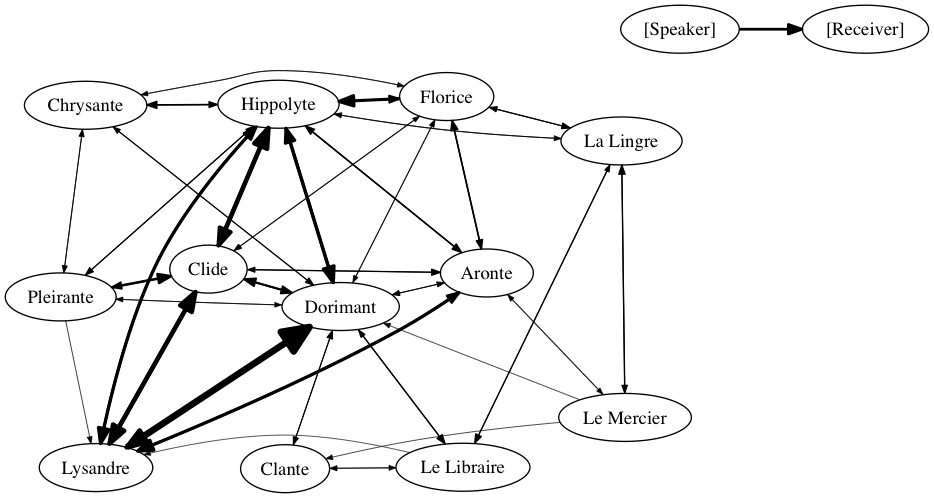 [Speaker]
[Receiver]
Chrysante
Hippolyte
Florice
La Lingre
Clide
Aronte
Pleirante
Dorimant
Le Mercier
Lysandre
Clante
Le Libraire